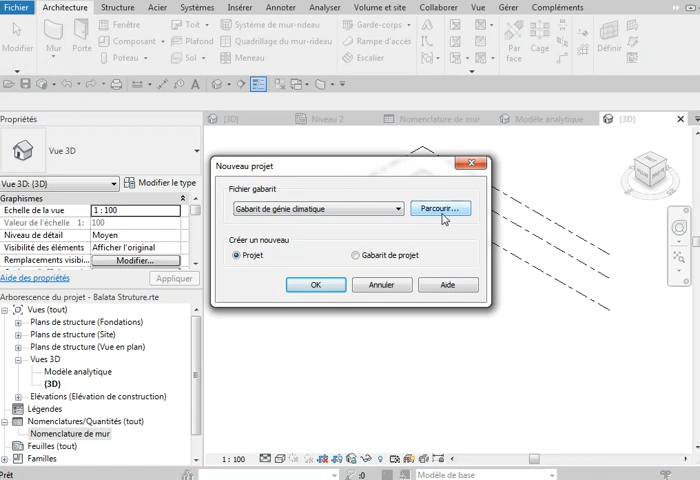 Fichier Architecture Structure Acier Systèmes Insérer Annoter Analyser Volume et site Collaborer Vue Gérer Compléments
Modifier
Mur
Porte
Fenêtre
Composant
Poteau
Toit
Plafond
Sol
Système de mur-rideau
Quadrillage du mur-rideau
Meneau
Garde-corps
Rampe d'accès
Escalier
Par
face
Cage
Définir
Propriétés
Vue 3D
Vue 3D: {3D}
Modifier le type
Graphismes
Echelle de la vue 1 : 100
Valeur de l'échelle 1: 100
Niveau de détail Moyen
Visibilité des éléments Afficher l'original
Remplacements visibi... Modifier...
Aide des propriétés
Appliquer
Arborescence du projet - Balata Struture.rte
Vues (tout)
Plans de structure (Fondations)
Plans de structure (Site)
Plans de structure (Vue en plan)
Vues 3D
Modèle analytique
{3D}
Elévations (Elévation de construction)
Légendes
Nomenclatures/Quantités (tout)
Nomenclature de mur
Feuilles (tout)
Familles
{3D}
Niveau 2
Nomenclature de mur
Modèle analytique
{3D}
Nouveau projet
Fichier gabarit
Gabarit de génie climatique
Parcourir...
Créer un nouveau
Projet
Gabarit de projet
OK
Annuler
Aide
1 : 100
Prêt
:0
Modèle de base